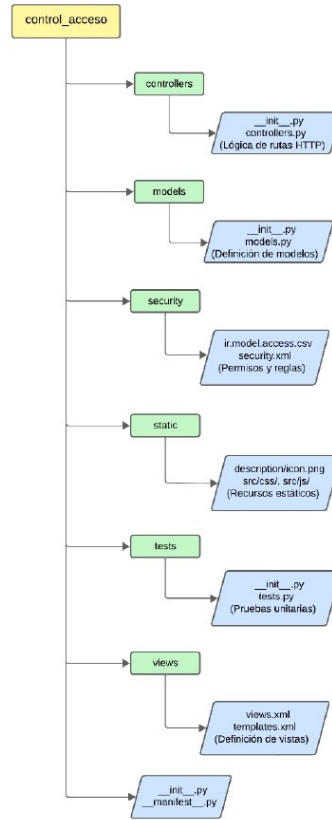 control_acceso
controllers
__init__.py
controllers.py
(Lógica de rutas HTTP)
models
__init__.py
models.py
(Definición de modelos)
security
ir.model.access.csv
security.xml
(Permisos y reglas)
static
description/icon.png
src/css/, src/js/
(Recursos estáticos)
tests
__init__.py
tests.py
(Pruebas unitarias)
views
views.xml
templates.xml
(Definición de vistas)
__init__.py
__manifest__.py